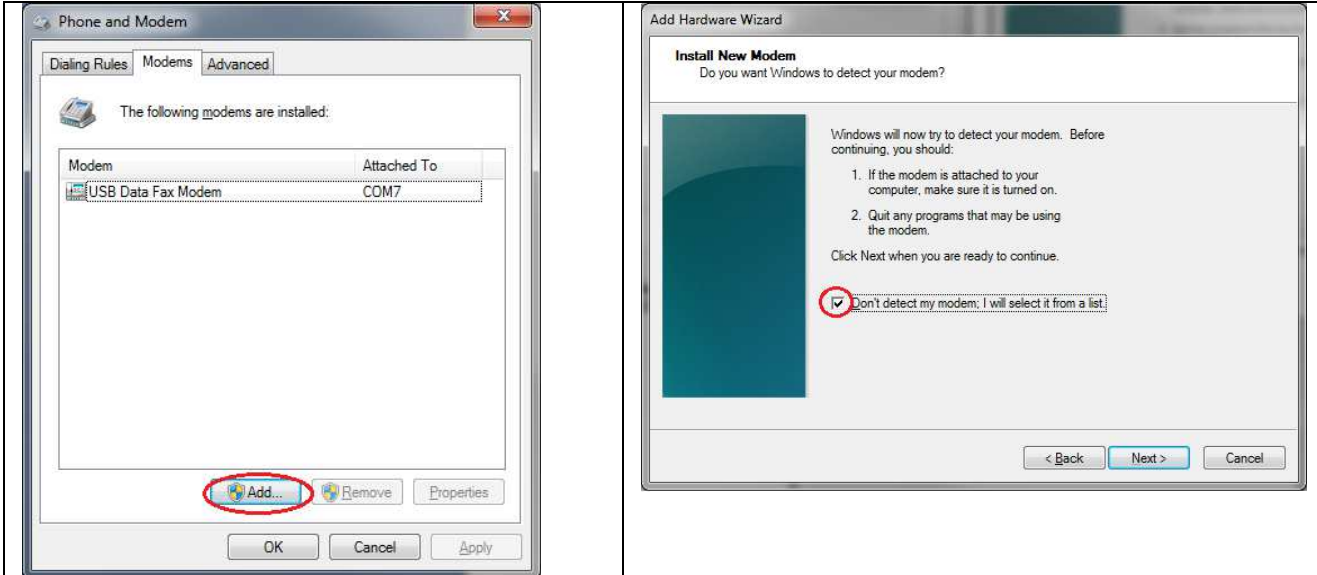 Phone and Modem
Dialing Rules Modems Advanced
The following modems are installed:
Modem Attached To
USB Data Fax Modem COM7
Add... Remove Properties
OK Cancel Apply
Add Hardware Wizard
Install New Modem
Do you want Windows to detect your modem?
Windows will now try to detect your modem. Before
continuing, you should:
1. If the modem is attached to your
computer, make sure it is turned on.
2. Quit any programs that may be using
the modem.
Click Next when you are ready to continue.
Don't detect my modem; I will select it from a list.
< Back Next > Cancel